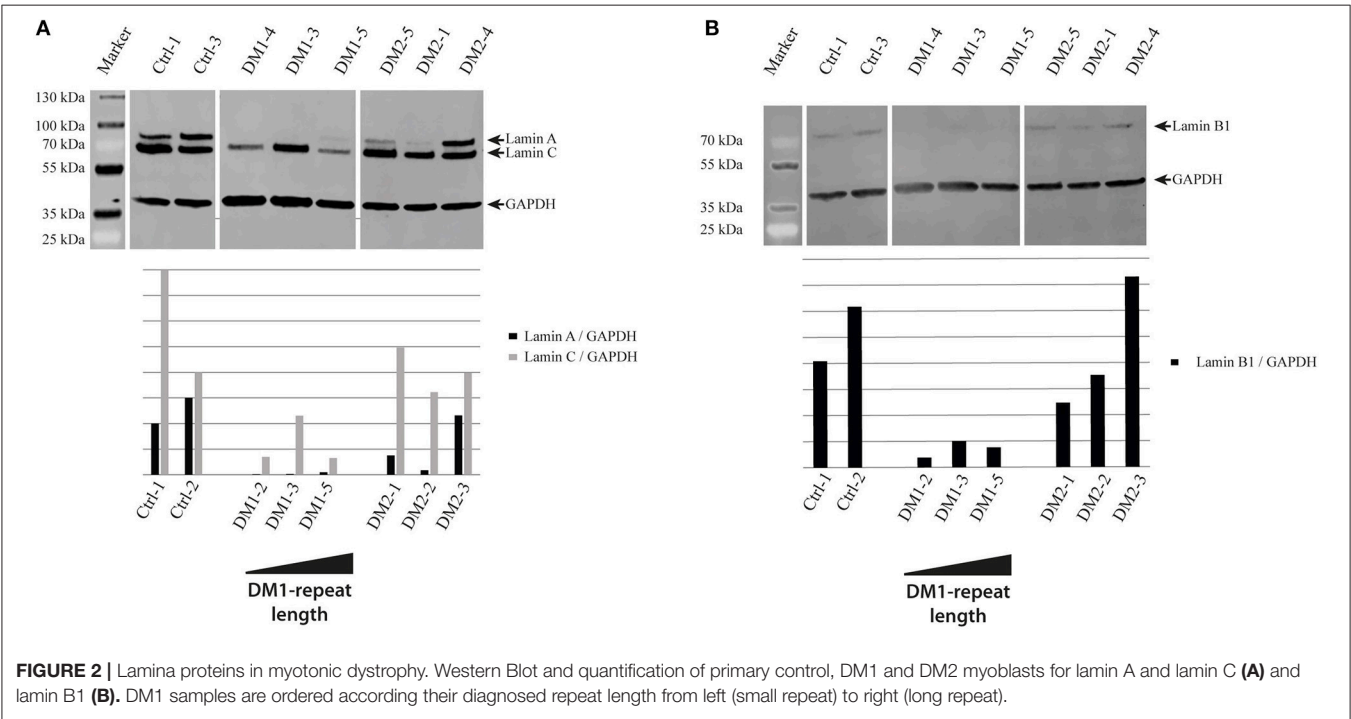 A
Marker
Ctrl-1
Ctrl-3
DM1-4
DM1-3
DM1-5
DM2-5
DM2-1
DM2-4
130 kDa
100 kDa
70 kDa
55 kDa
35 kDa
25 kDa
Lamin A
Lamin C
GAPDH
Lamin A / GAPDH
Lamin C / GAPDH
Ctrl-1
Ctrl-2
DM1-2
DM1-3
DM1-5
DM2-1
DM2-2
DM2-3
DM1-repeat
length
B
Marker
Ctrl-1
Ctrl-3
DM1-4
DM1-3
DM1-5
DM2-5
DM2-1
DM2-4
70 kDa
55 kDa
35 kDa
25 kDa
Lamin B1
GAPDH
Lamin B1 / GAPDH
Ctrl-1
Ctrl-2
DM1-2
DM1-3
DM1-5
DM2-1
DM2-2
DM2-3
DM1-repeat
length
FIGURE 2 | Lamina proteins in myotonic dystrophy. Western Blot and quantification of primary control, DM1 and DM2 myoblasts for lamin A and lamin C (A) and
lamin B1 (B). DM1 samples are ordered according their diagnosed repeat length from left (small repeat) to right (long repeat).